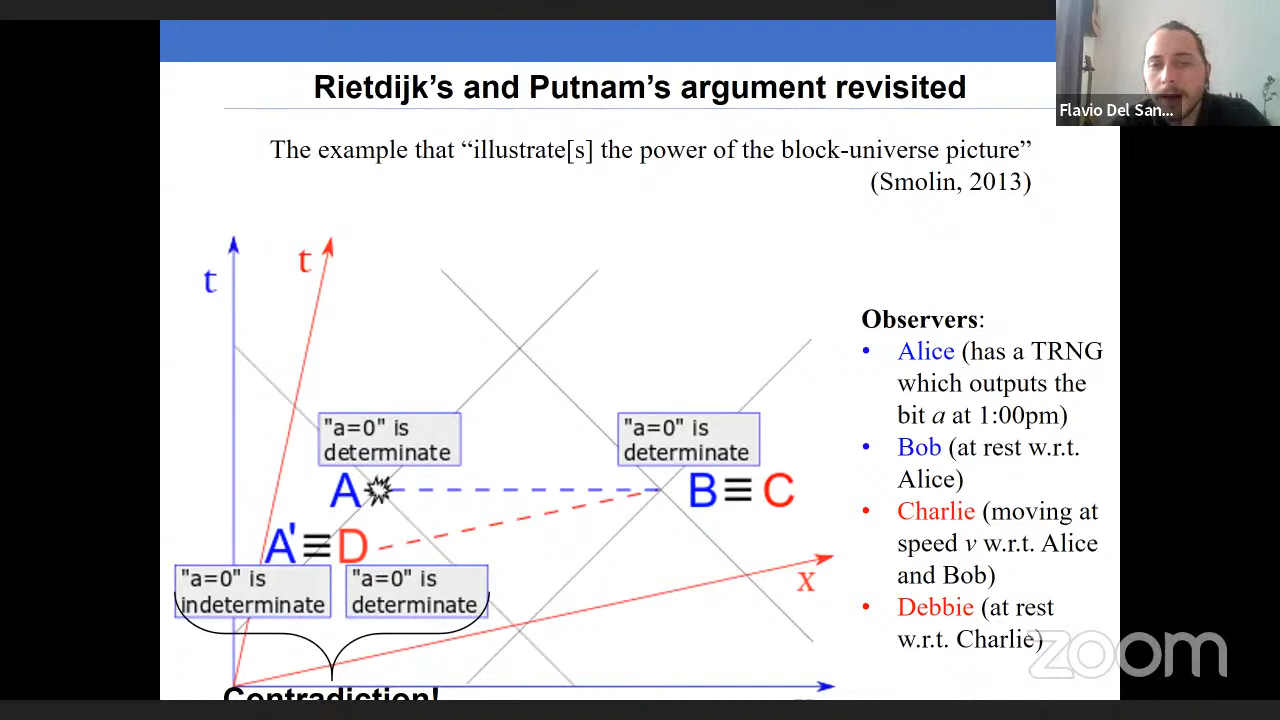 Rietdijk's and Putnam's argument revisited
Flavio Del San...
The example that “illustrate[s] the power of the block-universe picture”
(Smolin, 2013)
t
t
Observers:
• Alice (has a TRNG
which outputs the
bit a at 1:00pm)
• Bob (at rest w.r.t.
Alice)
• Charlie (moving at
speed v w.r.t. Alice
and Bob)
• Debbie (at rest
w.r.t. Charlie)
"a=0" is
determinate
"a=0" is
determinate
A
B≡C
A'≡D
"a=0" is
indeterminate
"a=0" is
determinate
x
Contradiction!
zoom